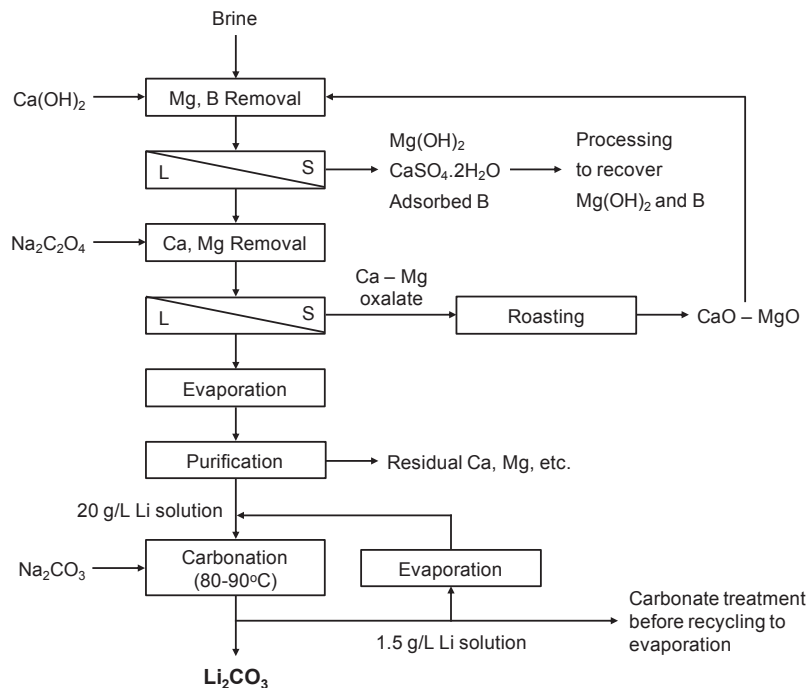 Brine
Ca(OH)₂
Mg, B Removal
L
S
Mg(OH)₂
CaSO₄.2H₂O
Adsorbed B
Processing
to recover
Mg(OH)₂ and B
Na₂C₂O₄
Ca, Mg Removal
L
S
Ca – Mg
oxalate
Roasting
CaO – MgO
Evaporation
Purification
Residual Ca, Mg, etc.
20 g/L Li solution
Na₂CO₃
Carbonation
(80-90°C)
Evaporation
1.5 g/L Li solution
Carbonate treatment
before recycling to
evaporation
Li₂CO₃